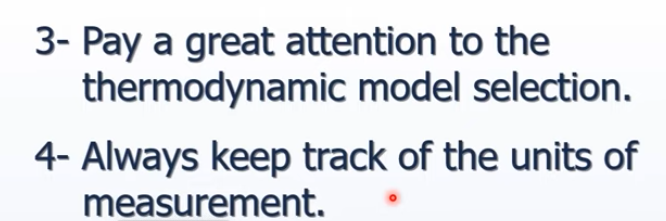 3- Pay a great attention to the
thermodynamic model selection.
4- Always keep track of the units of
measurement.